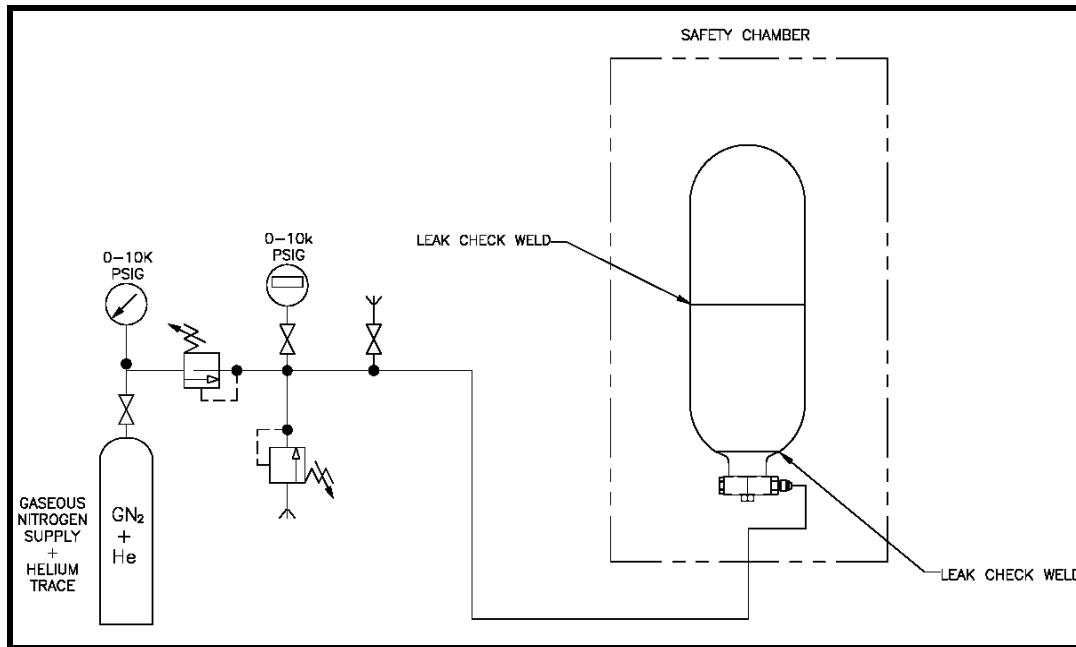 SAFETY CHAMBER
LEAK CHECK WELD
0-10K
PSIG
0-10k
PSIG
GASEOUS
NITROGEN
SUPPLY
+
HELIUM
TRACE
GN₂
+
He
LEAK CHECK WELD